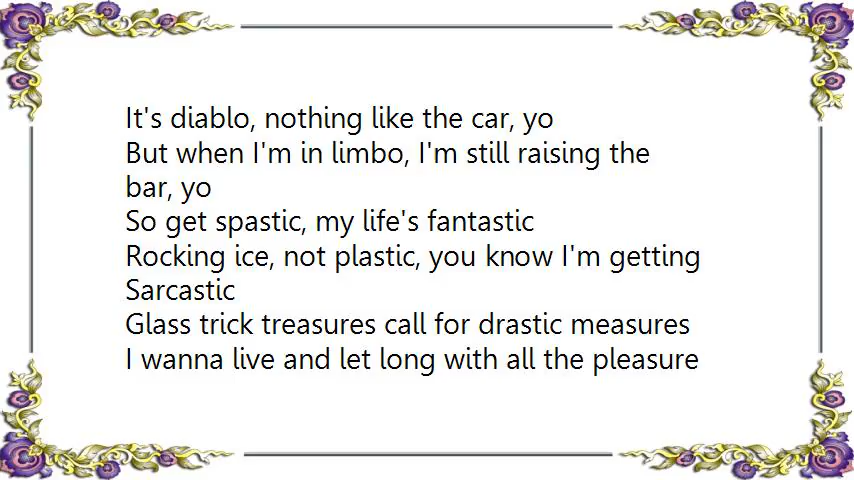 It's diablo, nothing like the car, yo
But when I'm in limbo, I'm still raising the
bar, yo
So get spastic, my life's fantastic
Rocking ice, not plastic, you know I'm getting
Sarcastic
Glass trick treasures call for drastic measures
I wanna live and let long with all the pleasure